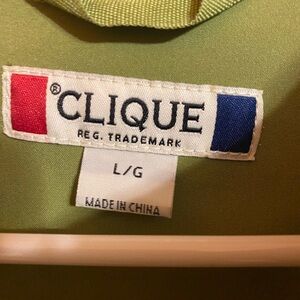 ®CLIQUE
REG. TRADEMARK
L/G
MADE IN CHINA